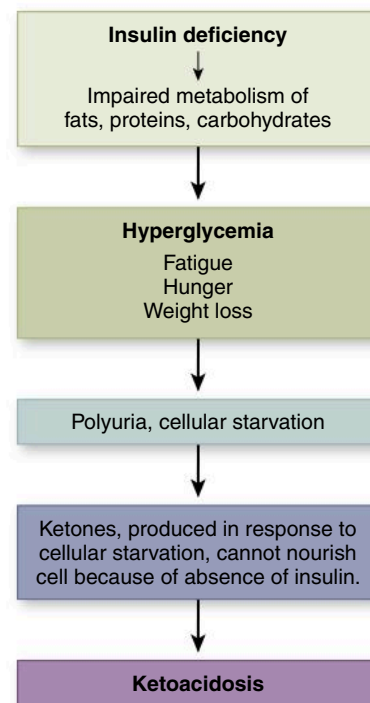 Insulin deficiency
Impaired metabolism of
fats, proteins, carbohydrates
Hyperglycemia
Fatigue
Hunger
Weight loss
Polyuria, cellular starvation
Ketones, produced in response to
cellular starvation, cannot nourish
cell because of absence of insulin.
Ketoacidosis